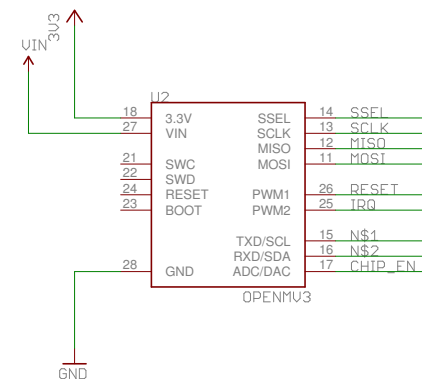 3V3
VIN
U2
18 3.3V SSEL 14 SSEL
27 VIN SCLK 13 SCLK
MISO 12 MISO
21 SWC MOSI 11 MOSI
22 SWD
24 RESET PWM1 26 RESET
23 BOOT PWM2 25 IRQ
TXD/SCL 15 N$1
RXD/SDA 16 N$2
28 GND ADC/DAC 17 CHIP_EN
OPENMV3
GND